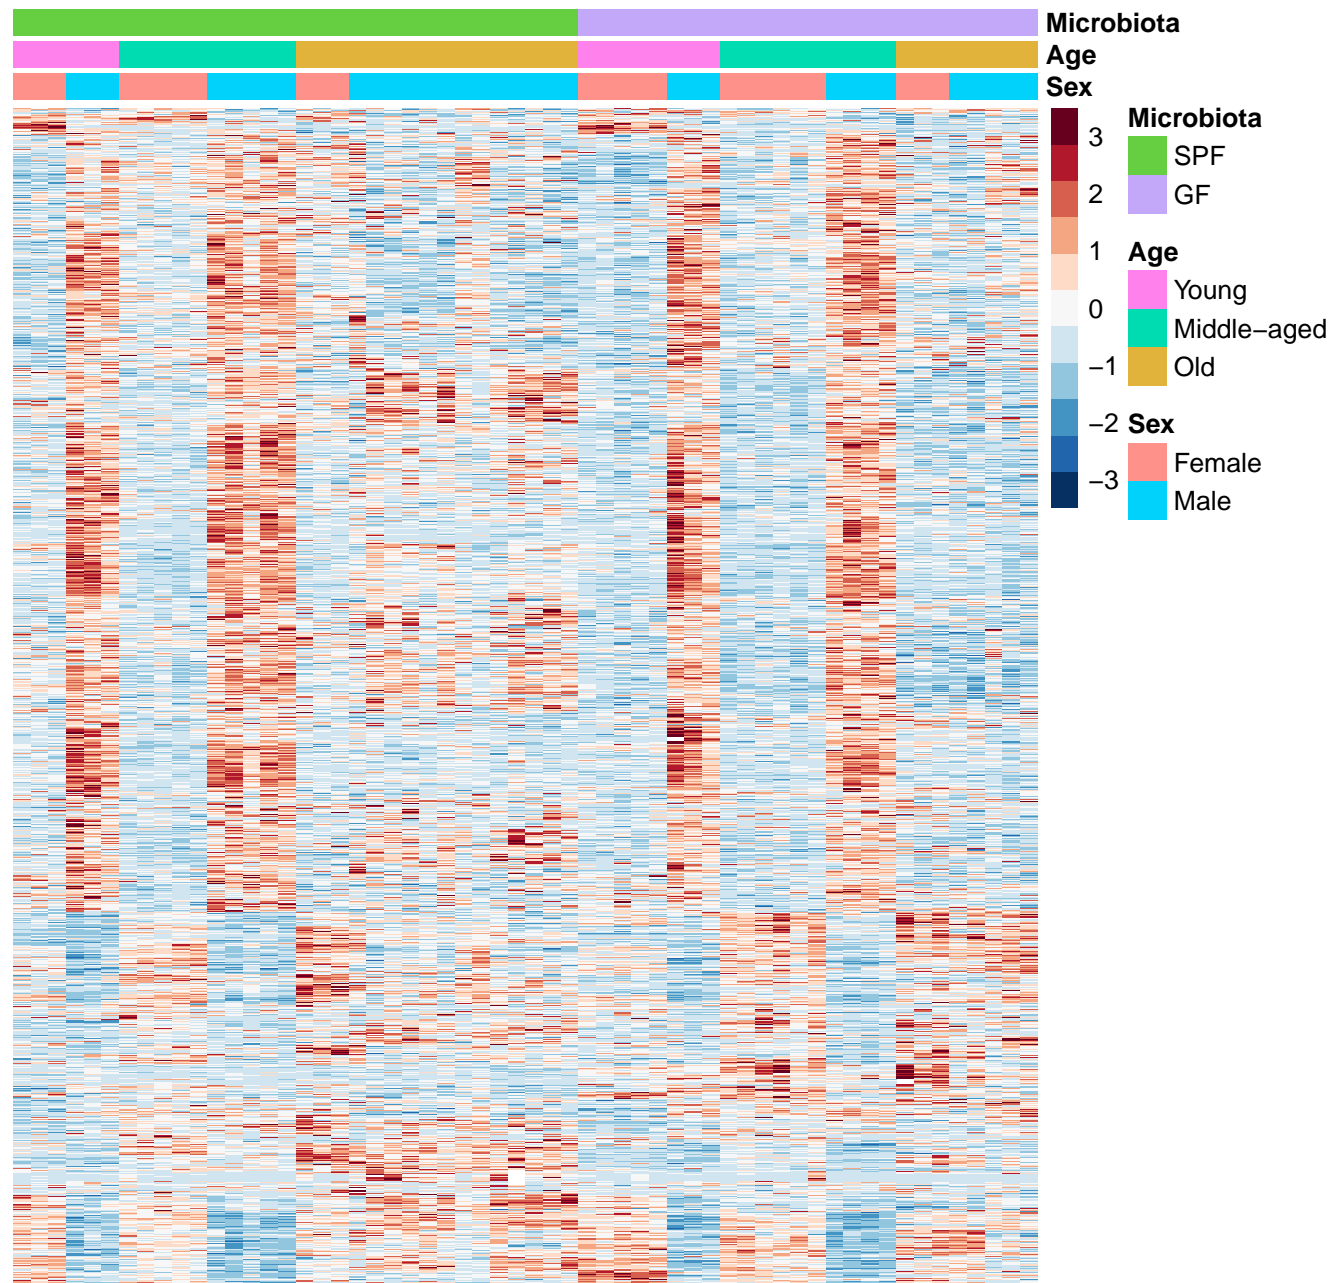 Microbiota
Age
Sex
3
2
1
0
−1
−2
−3
Microbiota
SPF
GF
Age
Young
Middle−aged
Old
Sex
Female
Male